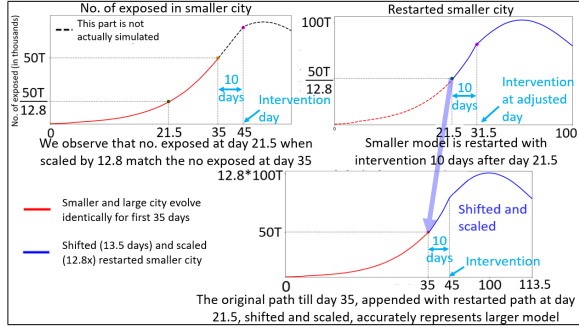 No. of exposed in smaller city
This part is not
actually simulated
No. of exposed (in thousands)
50T
50T
12.8
10
days
Intervention
day
0
21.5
35
45
We observe that no. exposed at day 21.5 when
scaled by 12.8 match the no exposed at day 35
Restarted smaller city
100T
50T
12.8
10
days
Intervention
at adjusted
day
0
21.5
31.5
100
Smaller model is restarted with
intervention 10 days after day 21.5
12.8*100T
Smaller and large city evolve
identically for first 35 days
Shifted (13.5 days) and scaled
(12.8x) restarted smaller city
50T
Shifted and
scaled
10
days
Intervention
0
35
45
100
113.5
The original path till day 35, appended with restarted path at day
21.5, shifted and scaled, accurately represents larger model